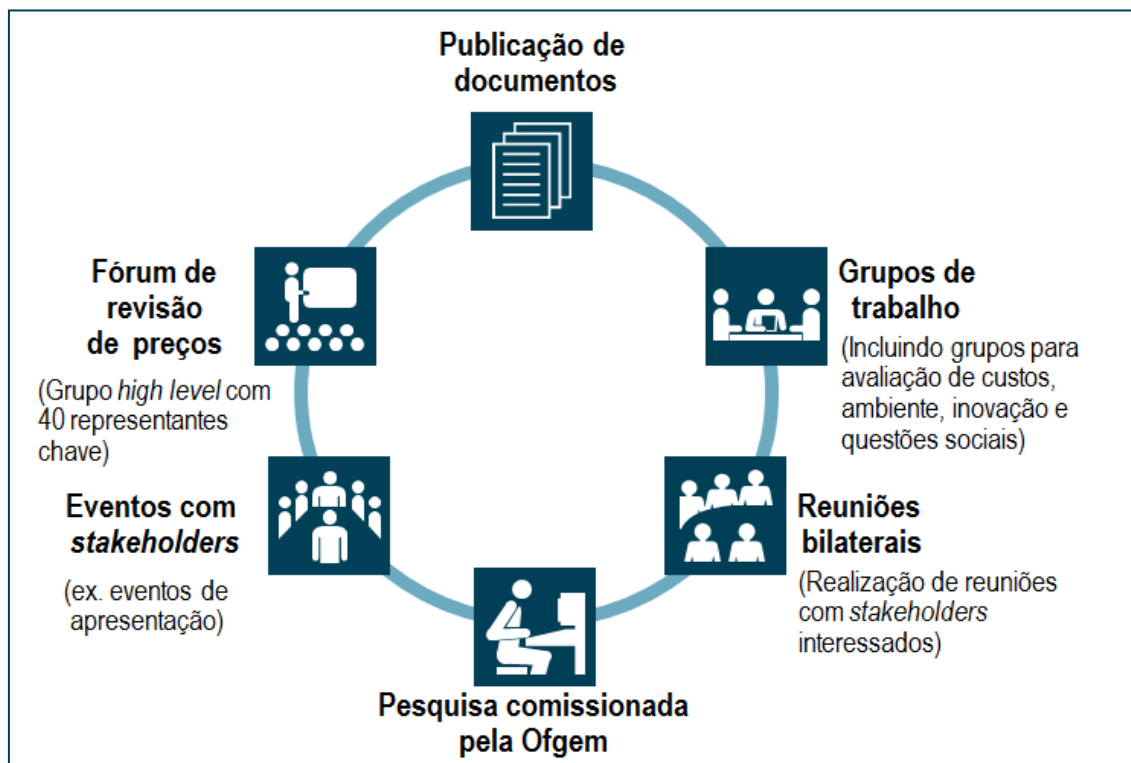 Publicação de
documentos
Grupos de
trabalho
(Incluindo grupos para
avaliação de custos,
ambiente, inovação e
questões sociais)
Reuniões
bilaterais
(Realização de reuniões
com stakeholders
interessados)
Pesquisa comissionada
pela Ofgem
Eventos com
stakeholders
(ex. eventos de
apresentação)
Fórum de
revisão
de preços
(Grupo high level com
40 representantes
chave)